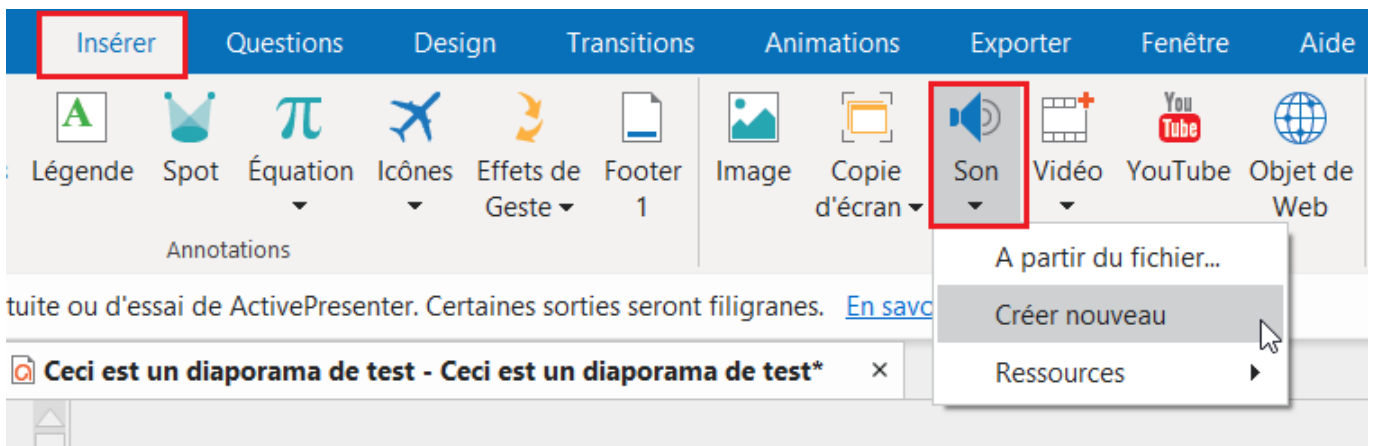 Insérer Questions Design Transitions Animations Exporter Fenêtre Aide
A π You Tube
Légende Spot Équation Icônes Effets de Geste Footer 1 Image Copie d'écran Son Vidéo YouTube Objet de Web
Annotations
A partir du fichier...
tuite ou d'essai de ActivePresenter. Certaines sorties seront filigranes. En savo
Créer nouveau
Ceci est un diaporama de test - Ceci est un diaporama de test* ×
Ressources